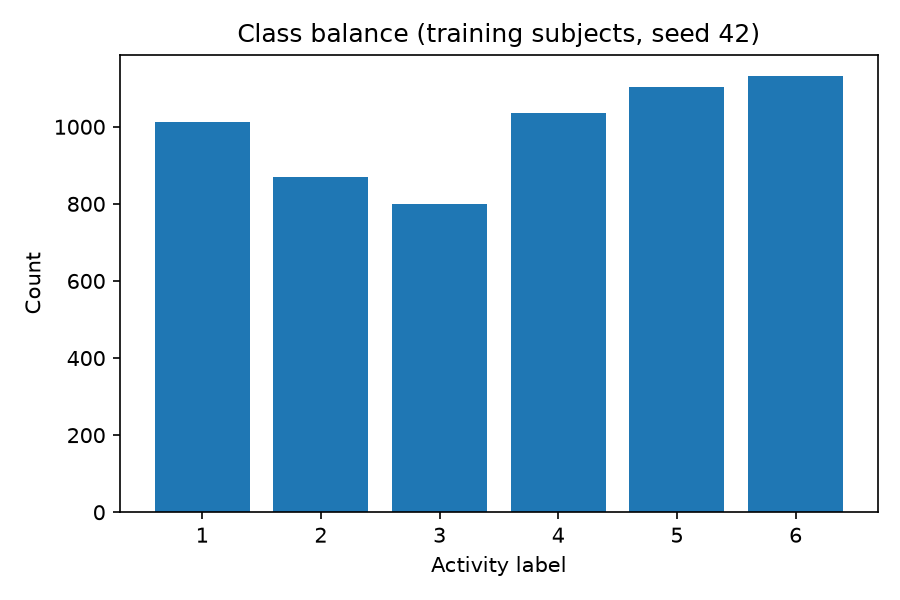 Class balance (training subjects, seed 42)
Count
1000
800
600
400
200
0
1 2 3 4 5 6
Activity label